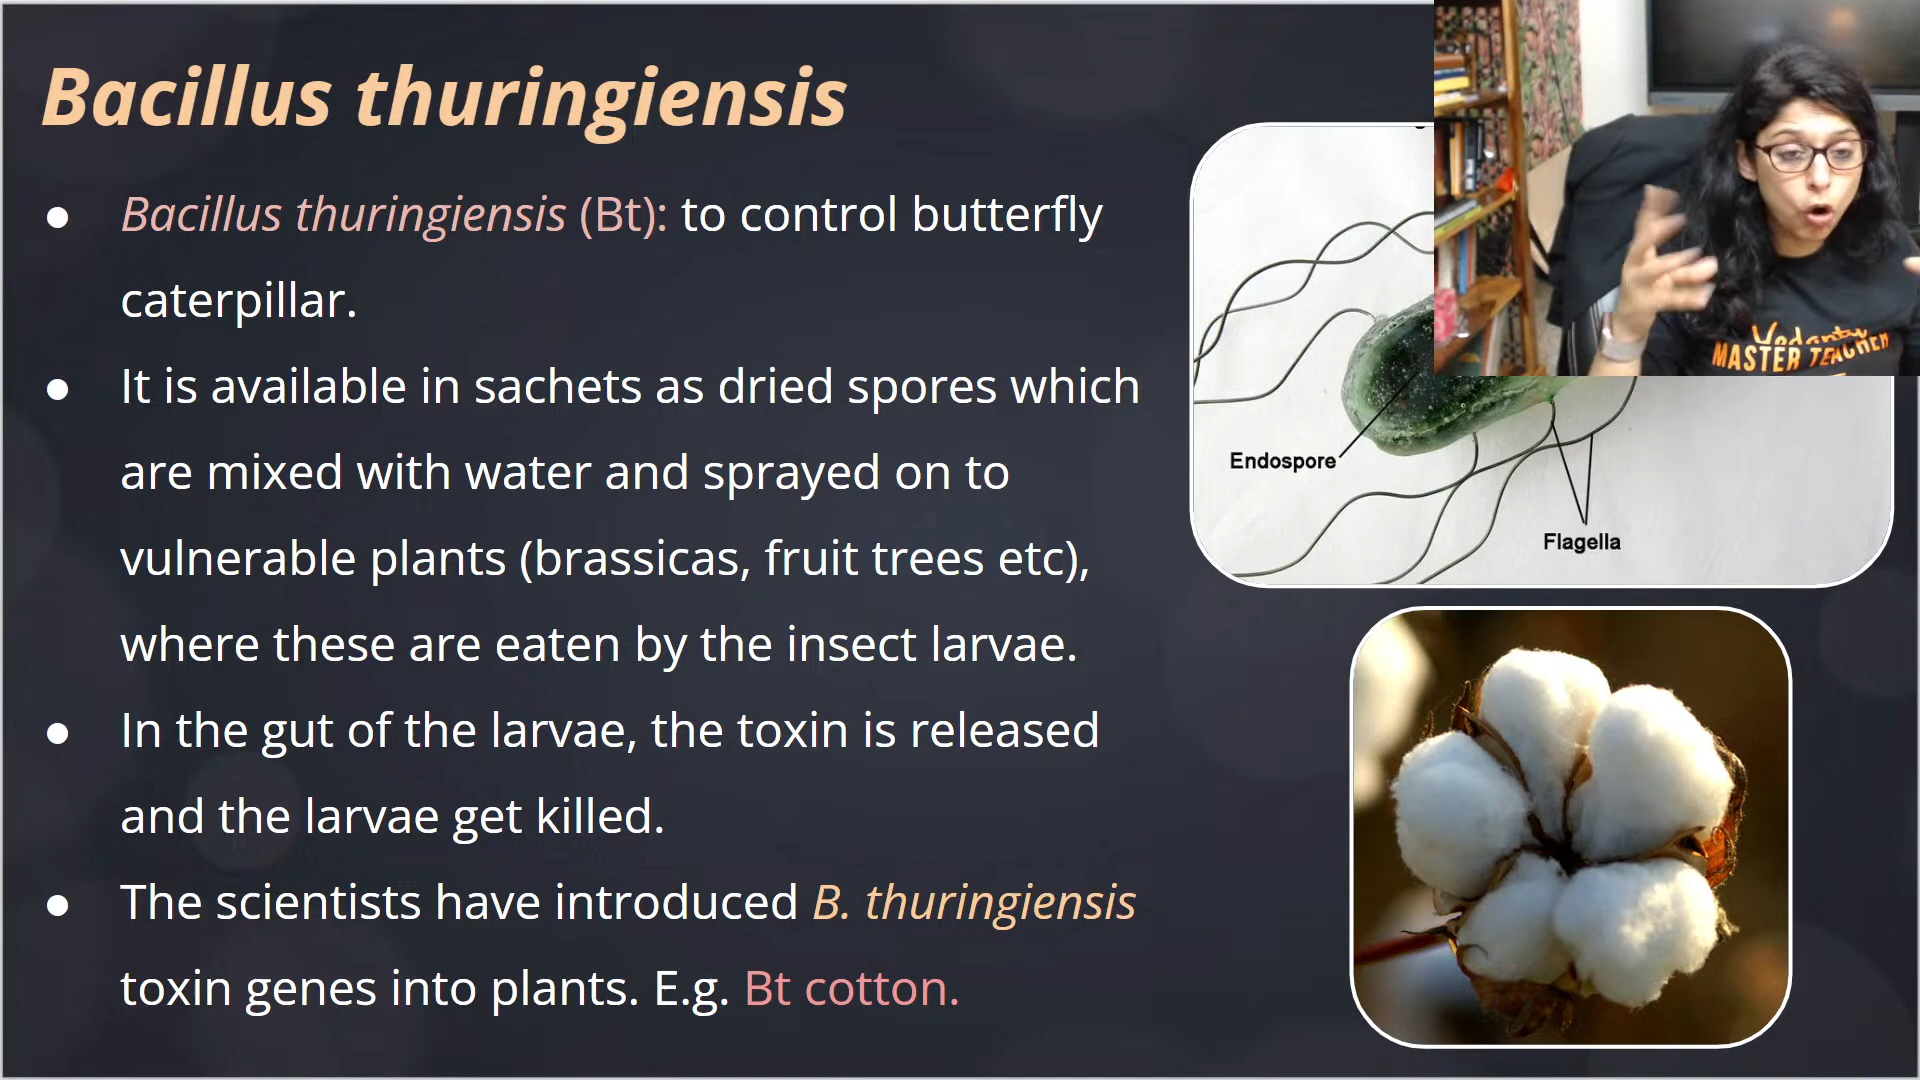 Bacillus thuringiensis
● Bacillus thuringiensis (Bt): to control butterfly
caterpillar.
● It is available in sachets as dried spores which
are mixed with water and sprayed on to
vulnerable plants (brassicas, fruit trees etc),
where these are eaten by the insect larvae.
● In the gut of the larvae, the toxin is released
and the larvae get killed.
● The scientists have introduced B. thuringiensis
toxin genes into plants. E.g. Bt cotton.
Endospore
Flagella
Vedantu
MASTER TEACHER